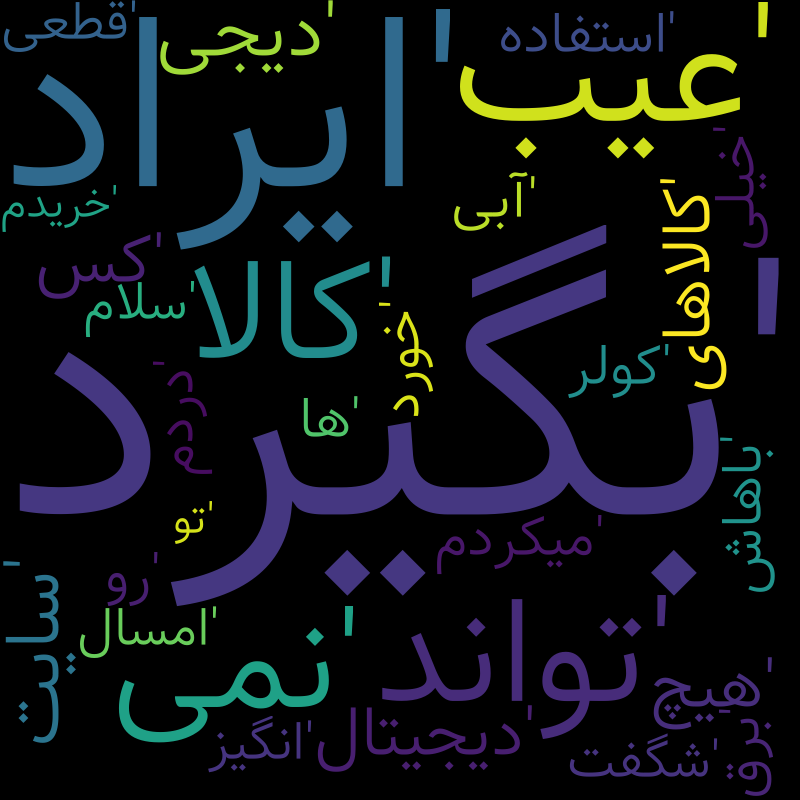 'قطعی
'دیجی
'استفاده
'عیب
'ایراد
'خیلی
'خریدم
'آبی
'کالاهای
'کس
'سلام
'کالا
'خورد
'کولر
'بگیرد
'دردم
'ها
'باهاش
'تو
'میکردم
'رو
'سایت
'امسال
'نمی
'تواند
'هیچ
'برق
'دیجیتال
'انگیز
'شگفت